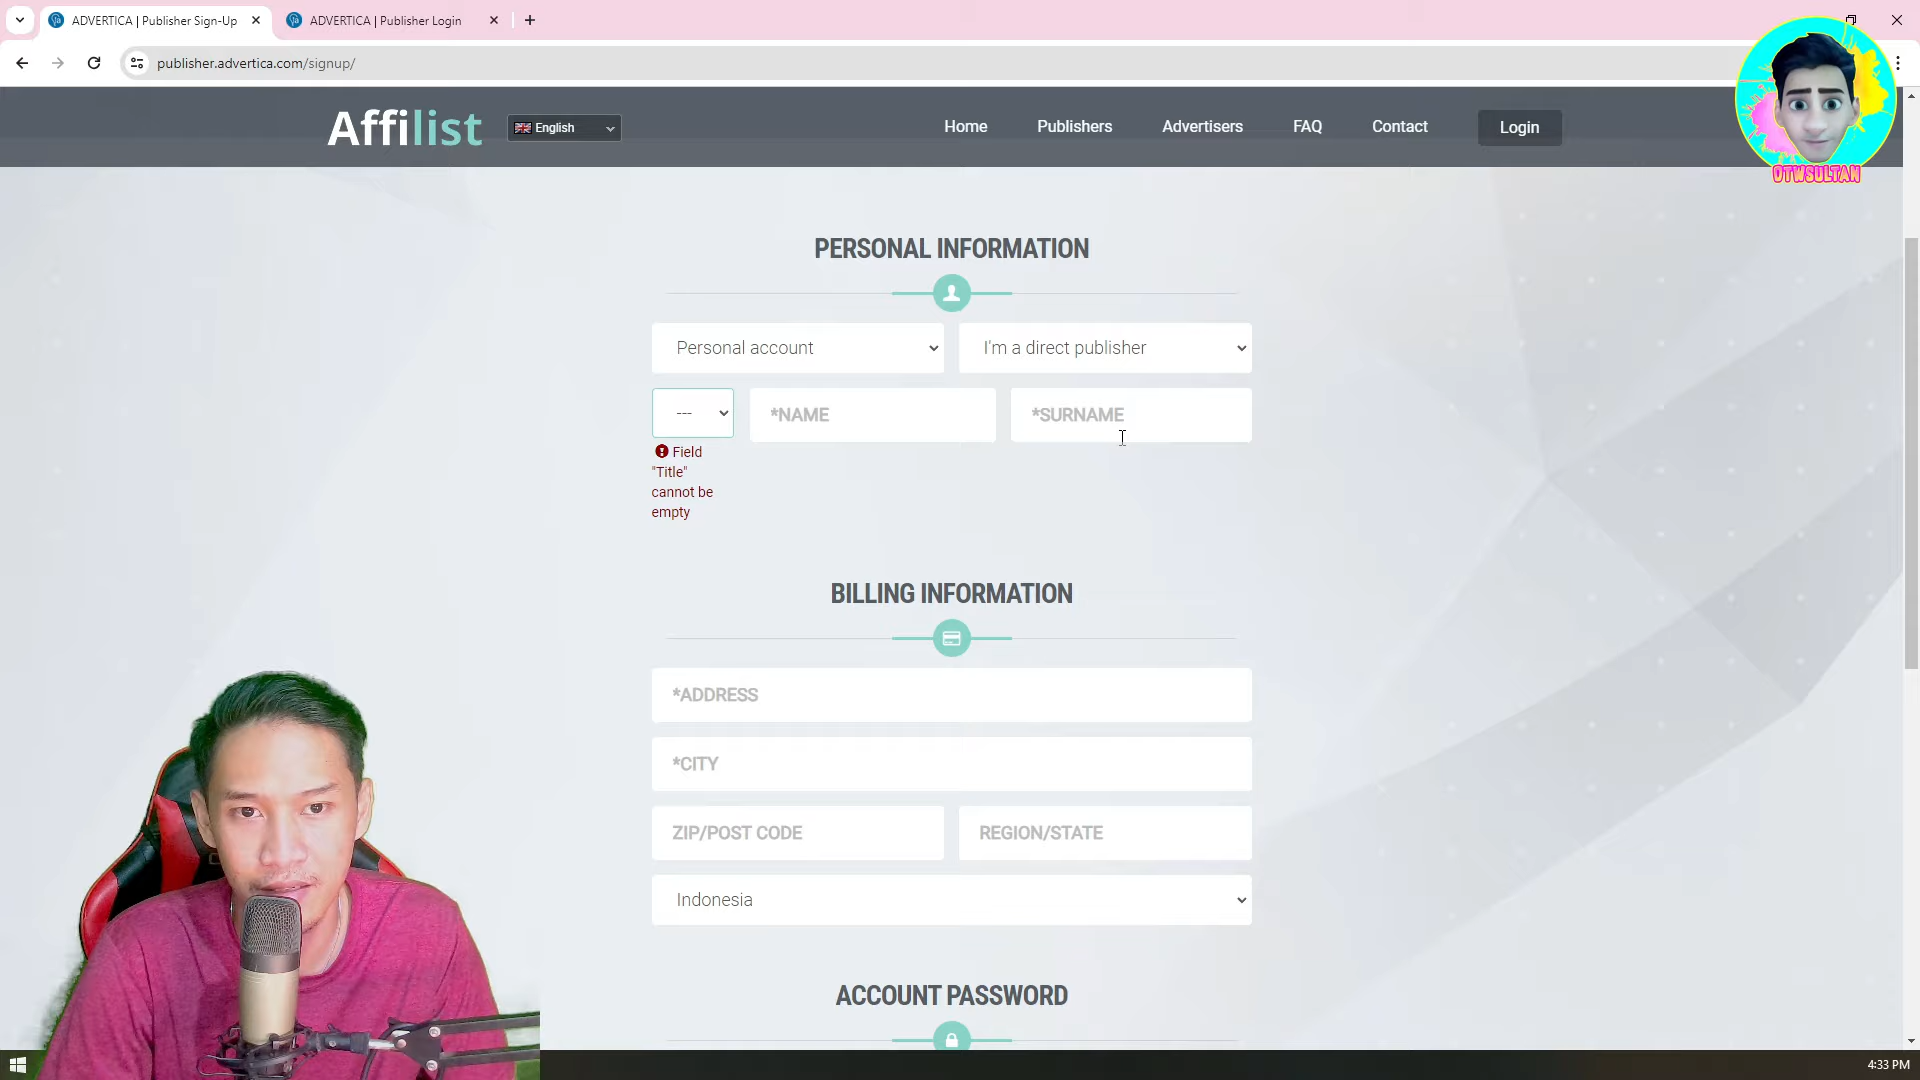 ADVERTICA | Publisher Sign-Up
ADVERTICA | Publisher Login
publisher.advertica.com/signup/
Affilist
English
Home
Publishers
Advertisers
FAQ
Contact
Login
OTWSULTAN
PERSONAL INFORMATION
Personal account
I'm a direct publisher
---
*NAME
*SURNAME
Field
"Title"
cannot be
empty
BILLING INFORMATION
*ADDRESS
*CITY
ZIP/POST CODE
REGION/STATE
Indonesia
ACCOUNT PASSWORD
4:33 PM